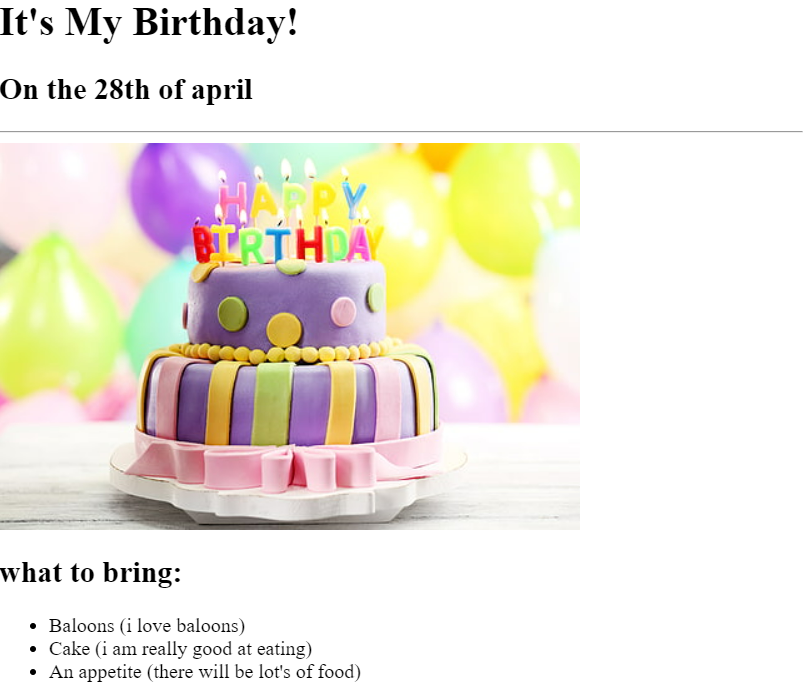 It's My Birthday!
On the 28th of april
HAPPY
BIRTHDAY
what to bring:
Baloons (i love baloons)
Cake (i am really good at eating)
An appetite (there will be lot's of food)